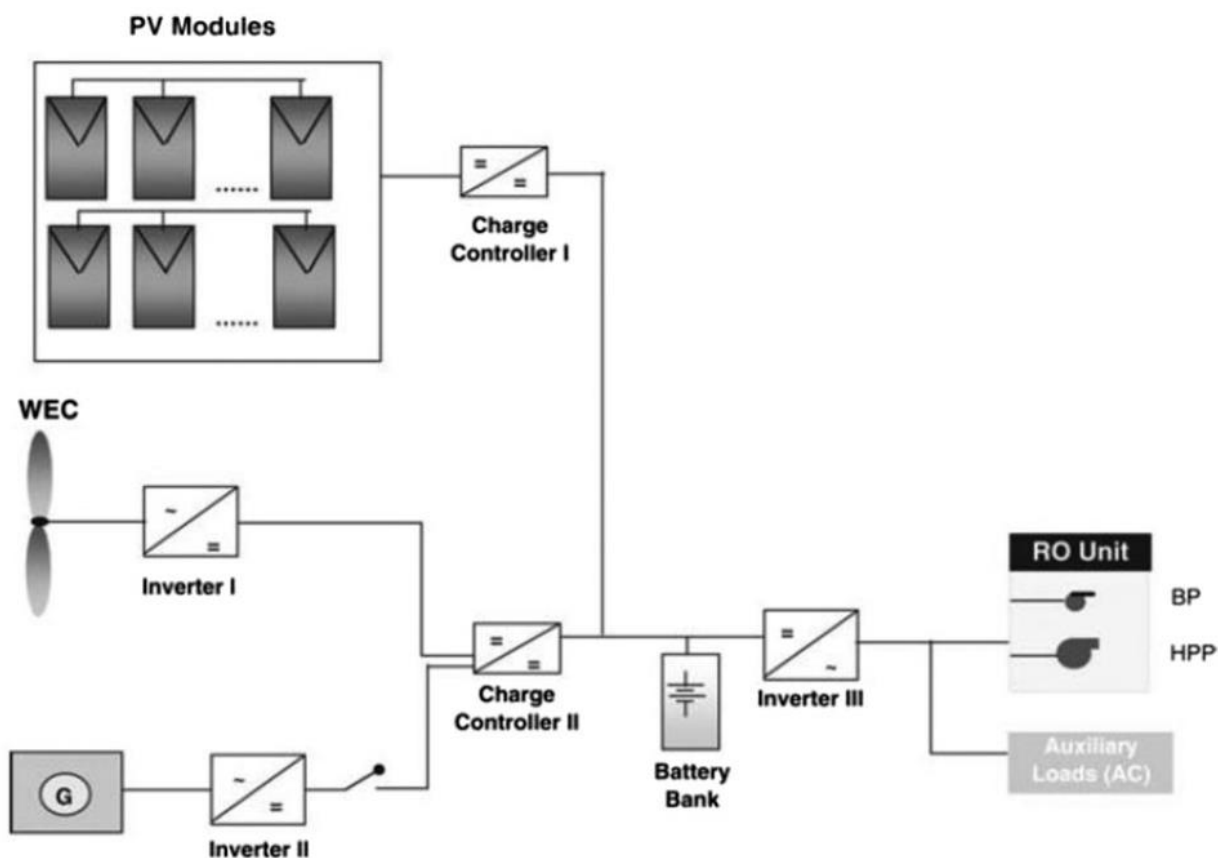 PV Modules
......
......
=
=
Charge
Controller I
WEC
~
=
Inverter I
RO Unit
BP
HPP
=
=
Charge
Controller II
=
~
Inverter III
Battery
Bank
Auxiliary
Loads (AC)
G
~
=
Inverter II